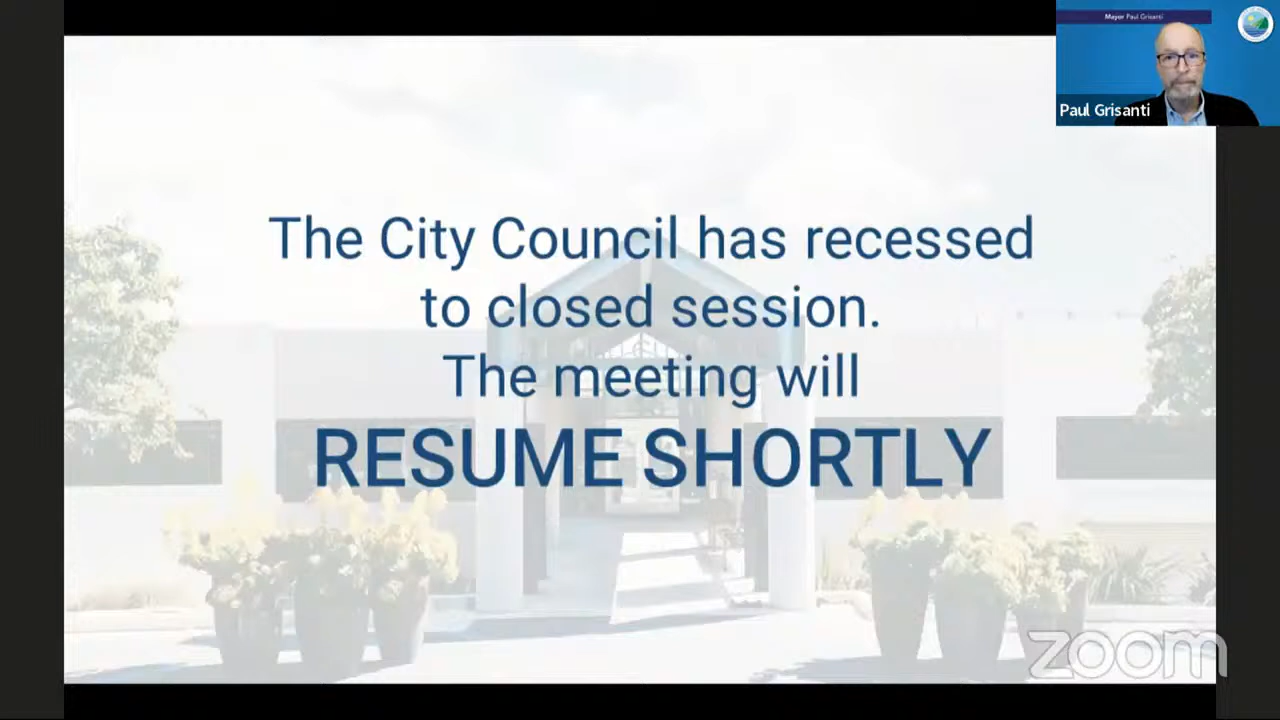 Mayor Paul Grisanti
Paul Grisanti
The City Council has recessed
to closed session.
The meeting will
RESUME SHORTLY
zoom